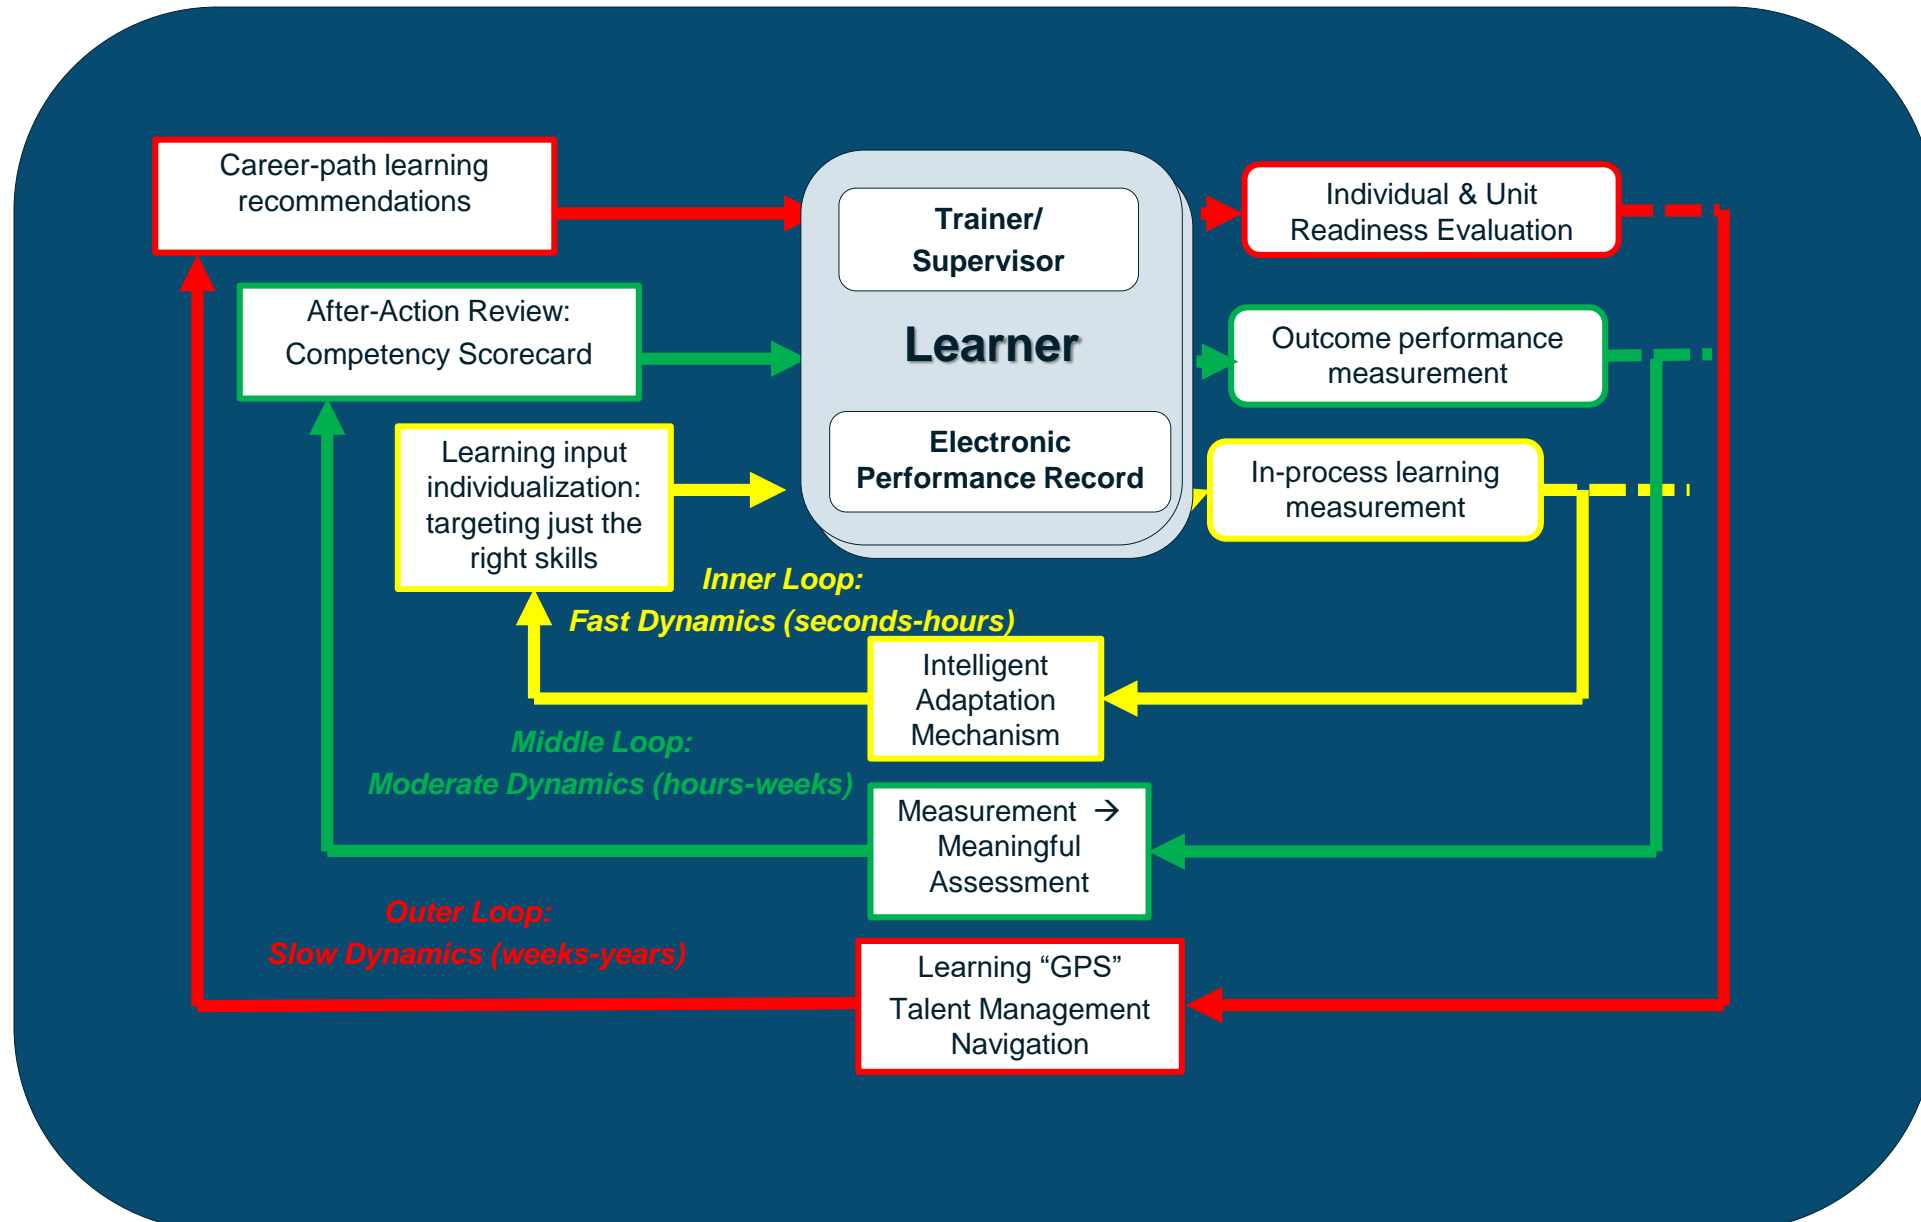 Career-path learning
recommendations
Trainer/
Supervisor
Individual & Unit
Readiness Evaluation
After-Action Review:
Competency Scorecard
Learner
Outcome performance
measurement
Learning input
individualization:
targeting just the
right skills
Electronic
Performance Record
In-process learning
measurement
Inner Loop:
Fast Dynamics (seconds-hours)
Intelligent
Adaptation
Mechanism
Middle Loop:
Moderate Dynamics (hours-weeks)
Measurement →
Meaningful
Assessment
Outer Loop:
Slow Dynamics (weeks-years)
Learning “GPS”
Talent Management
Navigation